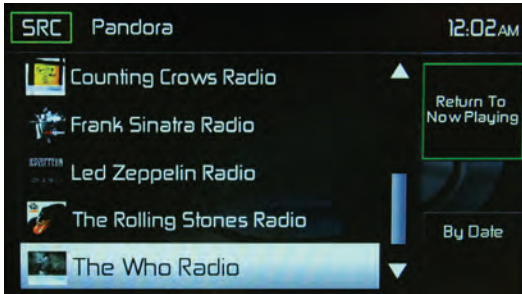 SRC Pandora 12:02AM
Counting Crows Radio
Frank Sinatra Radio
Led Zeppelin Radio
The Rolling Stones Radio
The Who Radio
Return To
Now Playing
By Date